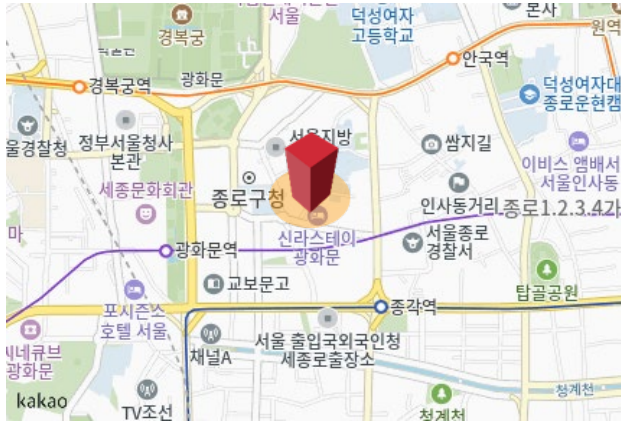 서울
경복궁
덕성여자
고등학교
본사
원역
안국역
광화문
경복궁역
덕성여자대
종로운현캠
서울지방
쌈지길
울경찰청
정부서울청사
본관
이비스 앰배서
서울인사동
종로구청
세종문화회관
인사동거리
종로1.2.3.4가
마
신라스테이
광화문
서울종로
경찰서
광화문역
교보문고
탑골공원
포시즌스
호텔 서울
종각역
서울 출입국외국인청
세종로출장소
채널A
씨네큐브
광화문
청계천
kakao
TV조선
청계천